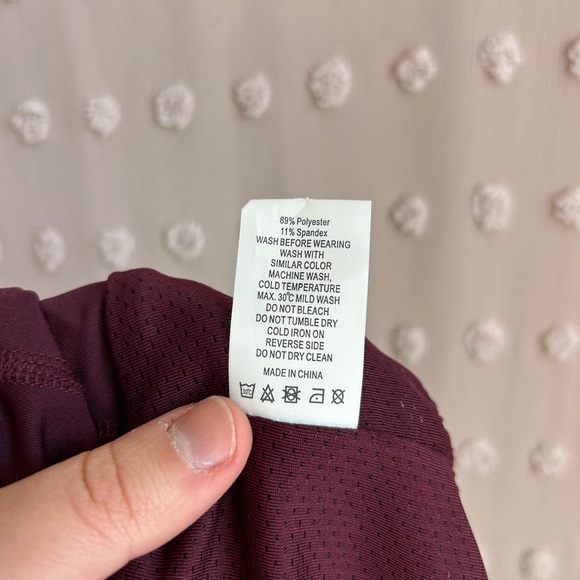 89% Polyester
11% Spandex
WASH BEFORE WEARING
WASH WITH
SIMILAR COLOR
MACHINE WASH,
COLD TEMPERATURE
MAX. 30℃ MILD WASH
DO NOT BLEACH
DO NOT TUMBLE DRY
COLD IRON ON
REVERSE SIDE
DO NOT DRY CLEAN
MADE IN CHINA
30℃